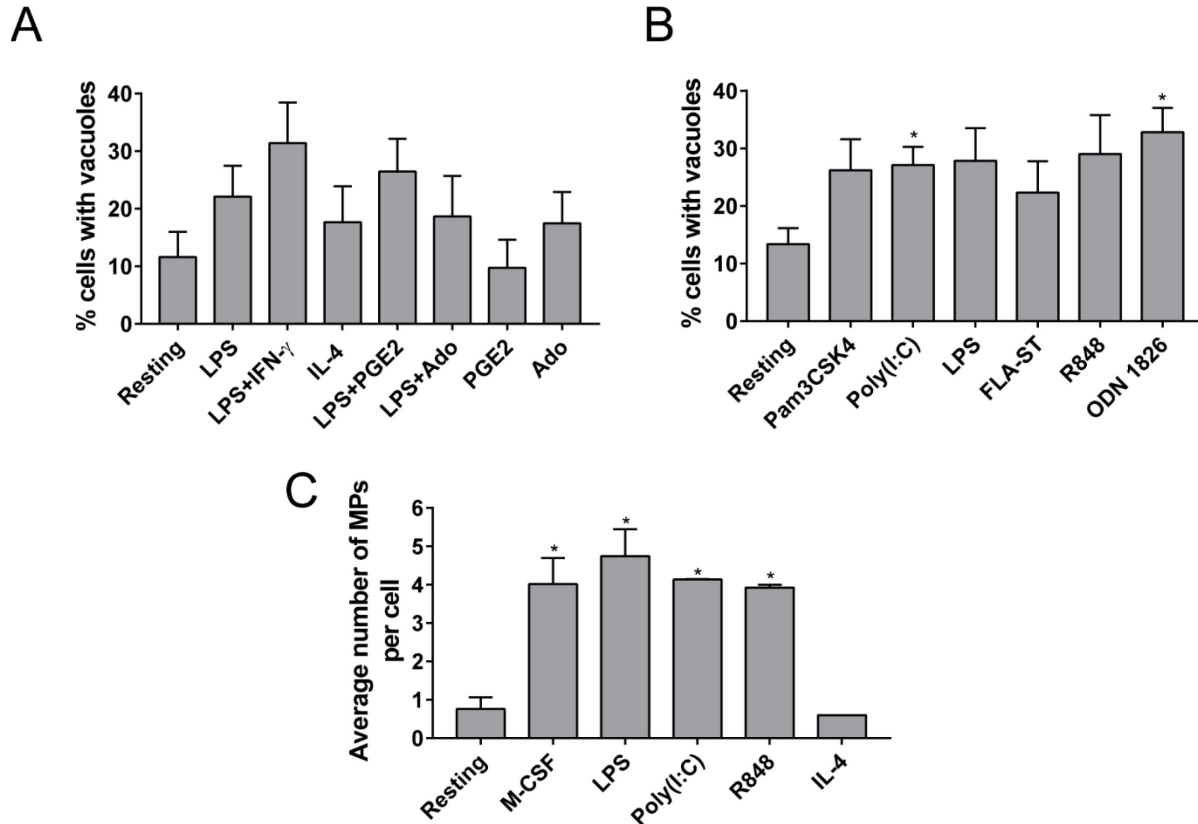 A
% cells with vacuoles
40
30
20
10
0
Resting
LPS
LPS+IFN-γ
IL-4
LPS+PGE2
LPS+Ado
PGE2
Ado
B
% cells with vacuoles
40
30
20
10
0
*
*
Resting
Pam3CSK4
Poly(I:C)
LPS
FLA-ST
R848
ODN 1826
C
Average number of MPs
per cell
6
5
4
3
2
1
0
*
*
*
*
Resting
M-CSF
LPS
Poly(I:C)
R848
IL-4